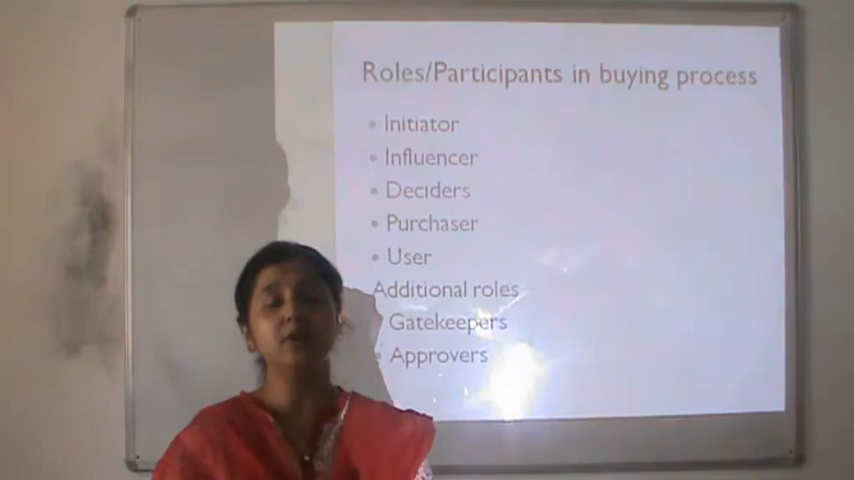 Roles/Participants in buying process
• Initiator
• Influencer
• Deciders
• Purchaser
• User
Additional roles
Gatekeepers
• Approvers